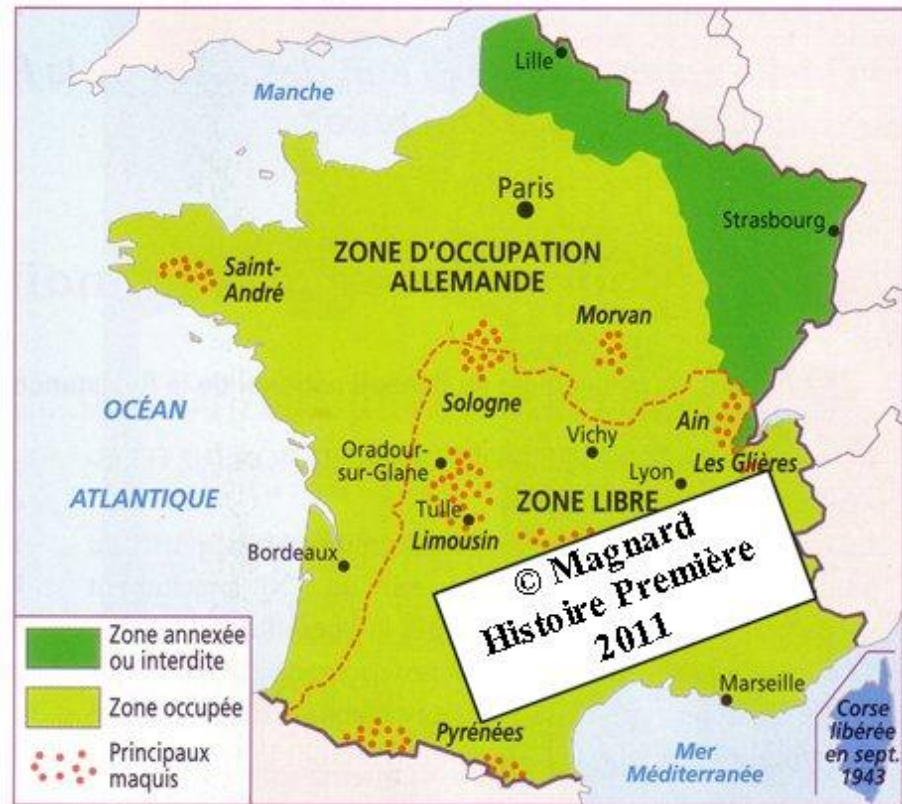 Lille
Manche
Paris
Strasbourg
ZONE D'OCCUPATION
ALLEMANDE
Saint-
André
Morvan
OCÉAN
ATLANTIQUE
Sologne
Ain
Vichy
Oradour-
sur-Glane
Lyon
Les Glières
Tulle
ZONE LIBRE
Limousin
Bordeaux
© Magnard
Histoire Première
2011
Marseille
Pyrénées
Mer
Méditerranée
Corse
libérée
en sept.
1943
Zone annexée
ou interdite
Zone occupée
Principaux
maquis